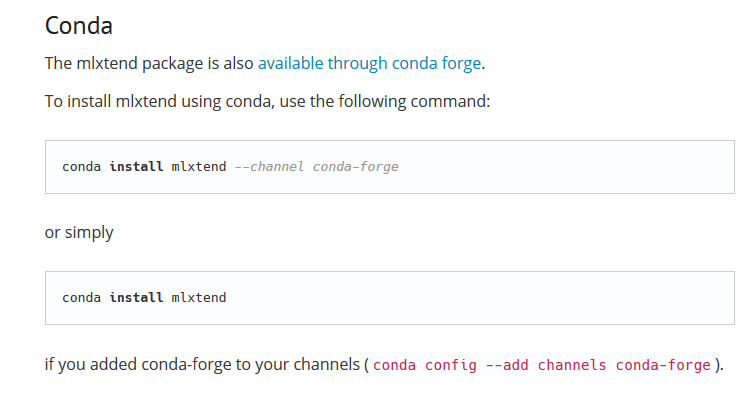 Conda
The mlxtend package is also available through conda forge.
To install mlxtend using conda, use the following command:
conda install mlxtend --channel conda-forge
or simply
conda install mlxtend
if you added conda-forge to your channels ( conda config --add channels conda-forge ).